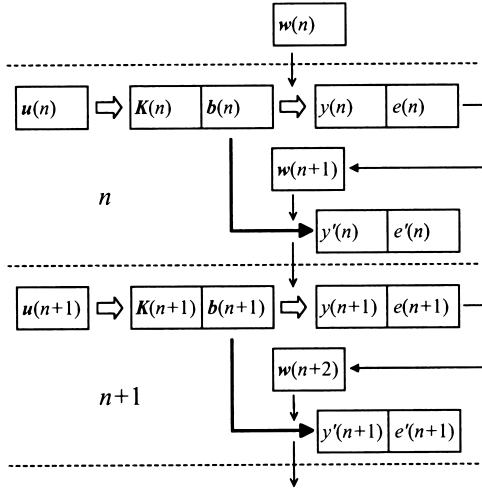 w(n)
u(n) K(n) b(n) y(n) e(n)
w(n+1)
n
y'(n) e'(n)
u(n+1) K(n+1) b(n+1) y(n+1) e(n+1)
w(n+2)
n+1
y'(n+1) e'(n+1)